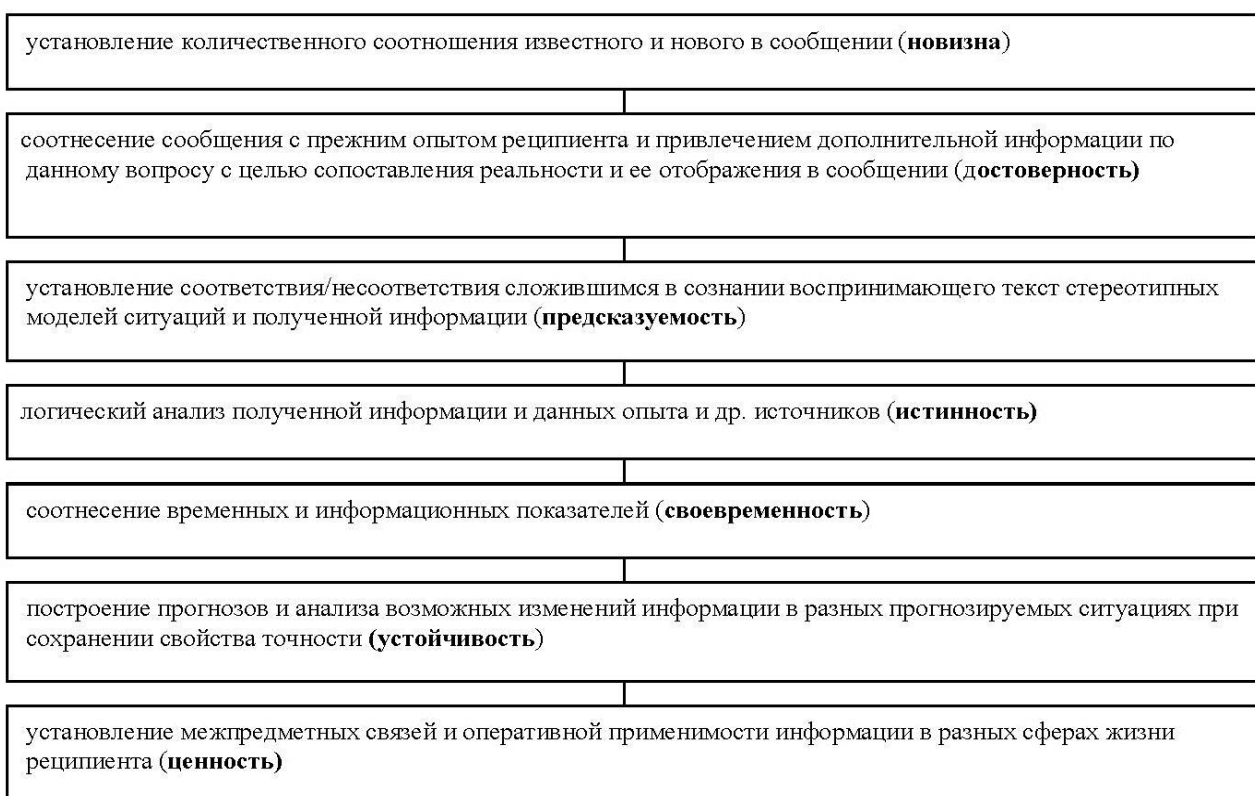 установление количественного соотношения известного и нового в сообщении (новизна)
соотнесение сообщения с прежним опытом реципиента и привлечением дополнительной информации по
данному вопросу с целью сопоставления реальности и ее отображения в сообщении (достоверность)
установление соответствия/несоответствия сложившимся в сознании воспринимающего текст стереотипных
моделей ситуаций и полученной информации (предсказуемость)
логический анализ полученной информации и данных опыта и др. источников (истинность)
соотнесение временных и информационных показателей (своевременность)
построение прогнозов и анализа возможных изменений информации в разных прогнозируемых ситуациях при
сохранении свойства точности (устойчивость)
установление межпредметных связей и оперативной применимости информации в разных сферах жизни
реципиента (ценность)